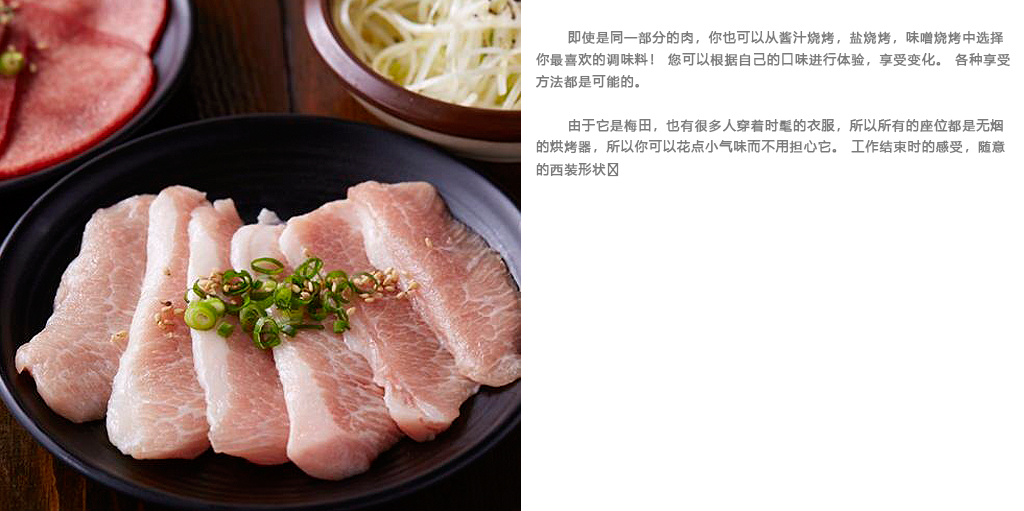 即使是同一部分的肉，你也可以从酱汁烧烤，盐烧烤，味噌烧烤中选择
你最喜欢的调味料！ 您可以根据自己的口味进行体验，享受变化。 各种享受
方法都是可能的。
由于它是梅田，也有很多人穿着时髦的衣服，所以所有的座位都是无烟
的烘烤器，所以你可以花点小气味而不用担心它。 工作结束时的感受，随意
的西装形状